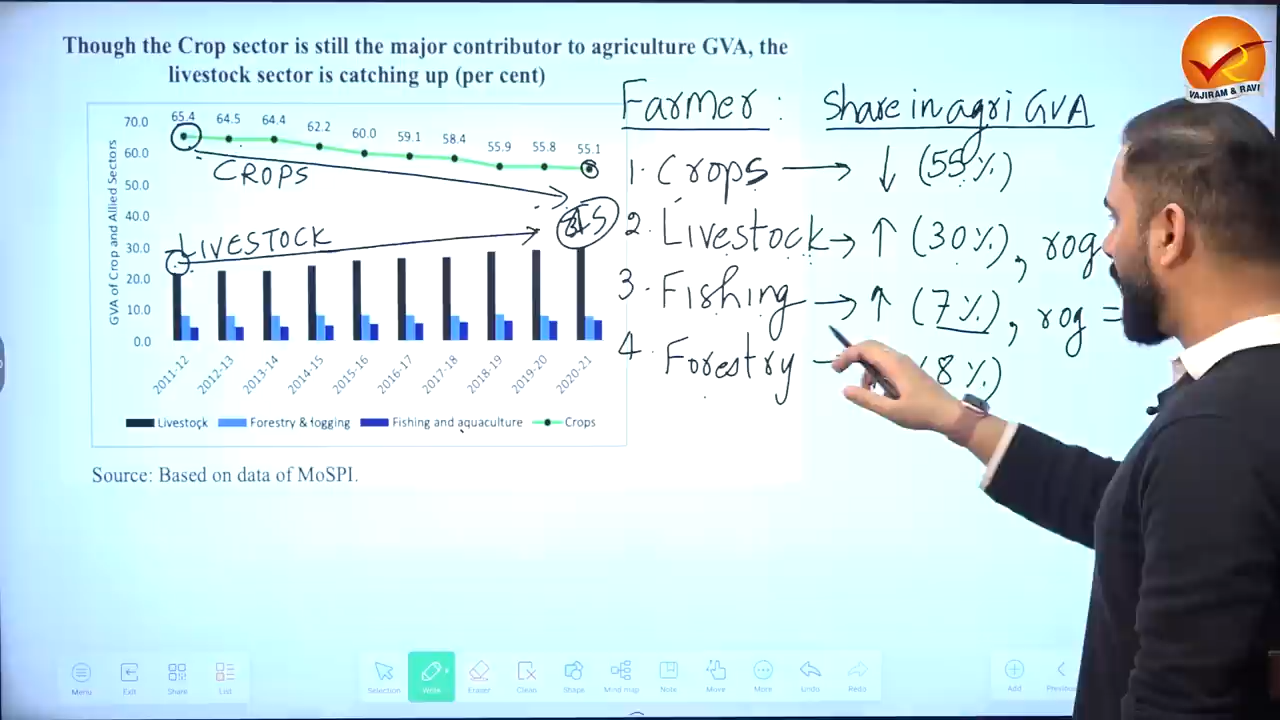 Though the Crop sector is still the major contributor to agriculture GVA, the
livestock sector is catching up (per cent)
GVA of Crop and Allied Sectors
70.0
60.0
50.0
40.0
30.0
20.0
10.0
0.0
65.4 64.5 64.4 62.2 60.0 59.1 58.4 55.9 55.8 55.1
CROPS
LIVESTOCK
2011-12 2012-13 2013-14 2014-15 2015-16 2016-17 2017-18 2018-19 2019-20 2020-21
Livestock Forestry & logging Fishing and aquaculture Crops
Source: Based on data of MoSPI.
Farmer : Share in agri GVA
1. Crops → ↓ (55%)
2. Livestock → ↑ (30%), rog
3. Fishing → ↑ (7%), rog =
4. Forestry (8%)
VAJIRAM & RAVI
Menu Exit Share List Selection Write Eraser Clean Shape Mind map Note Move More Undo Redo Add Previous